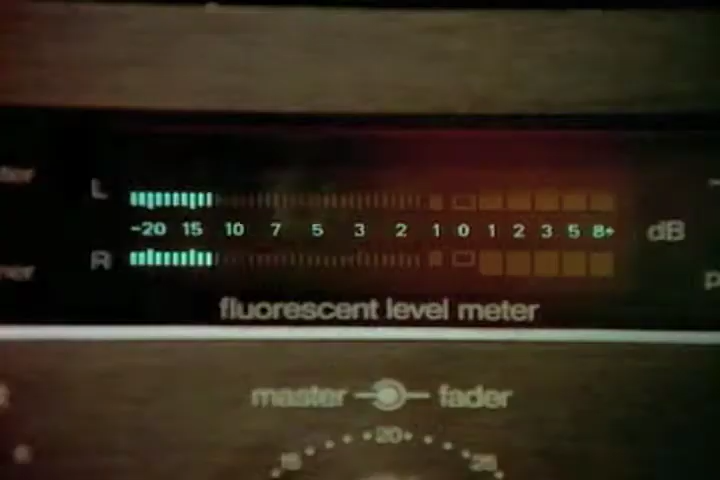 L
-20 15 10 7 5 3 2 1 0 1 2 3 5 8+ dB
R
fluorescent level meter
master fader
20